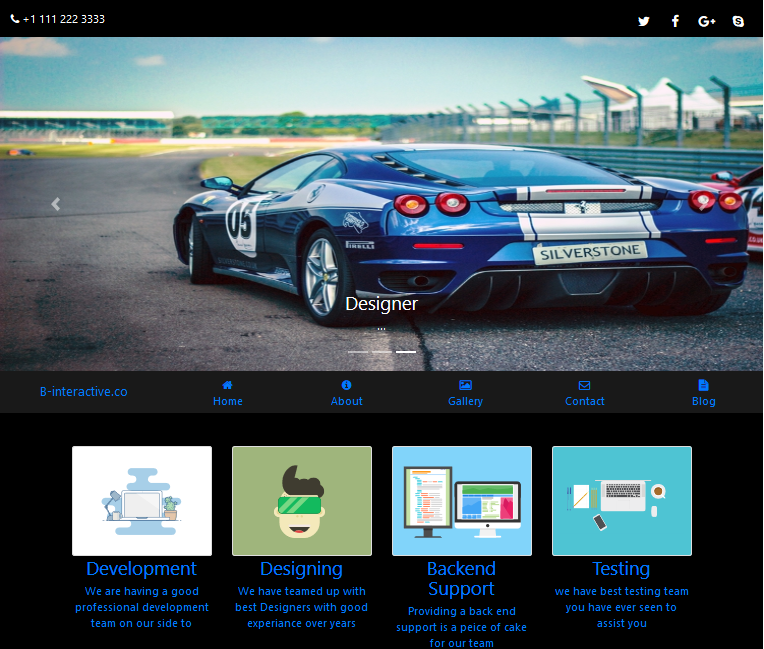 +1 111 222 3333
05
PIRELLI
SILVERSTONE
Designer
...
B-interactive.co
Home
About
Gallery
Contact
Blog
Development
We are having a good
professional development
team on our side to
Designing
We have teamed up with
best Designers with good
experiance over years
Backend
Support
Providing a back end
support is a peice of cake
for our team
Testing
we have best testing team
you have ever seen to
assist you